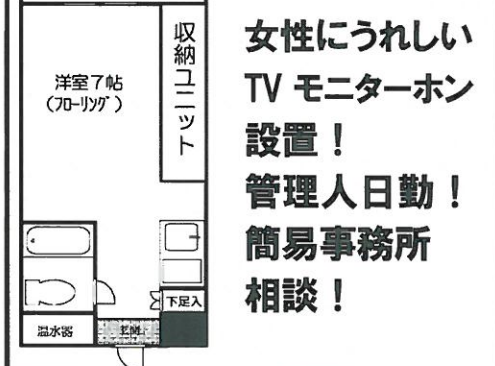 収納ユニット
洋室7帖
(フローリング)
下足入
温水器
玄関
女性にうれしい
TV モニターホン
設置！
管理人日勤！
簡易事務所
相談！